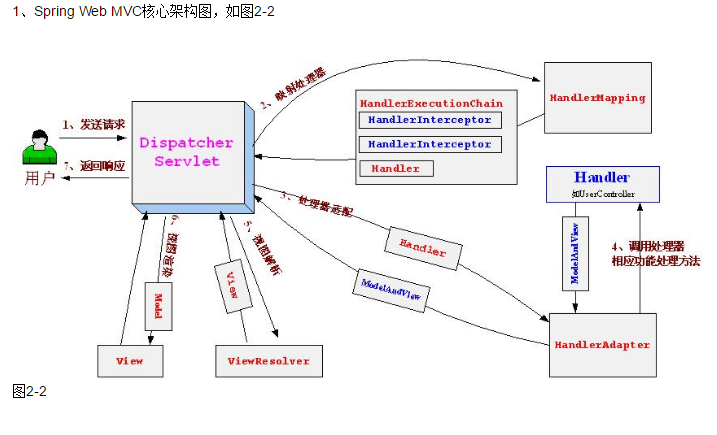 1、Spring Web MVC核心架构图，如图2-2
2、映射处理器
HandlerExecutionChain
HandlerInterceptor
HandlerInterceptor
Handler
HandlerMapping
1、发送请求
Dispatcher
Servlet
7、返回响应
用户
3、处理器适配
Handler
如UserController
Handler
ModelAndView
ModelAndView
4、调用处理器
相应功能处理方法
6、视图渲染
5、视图解析
View
Model
View
ViewResolver
HandlerAdapter
图2-2